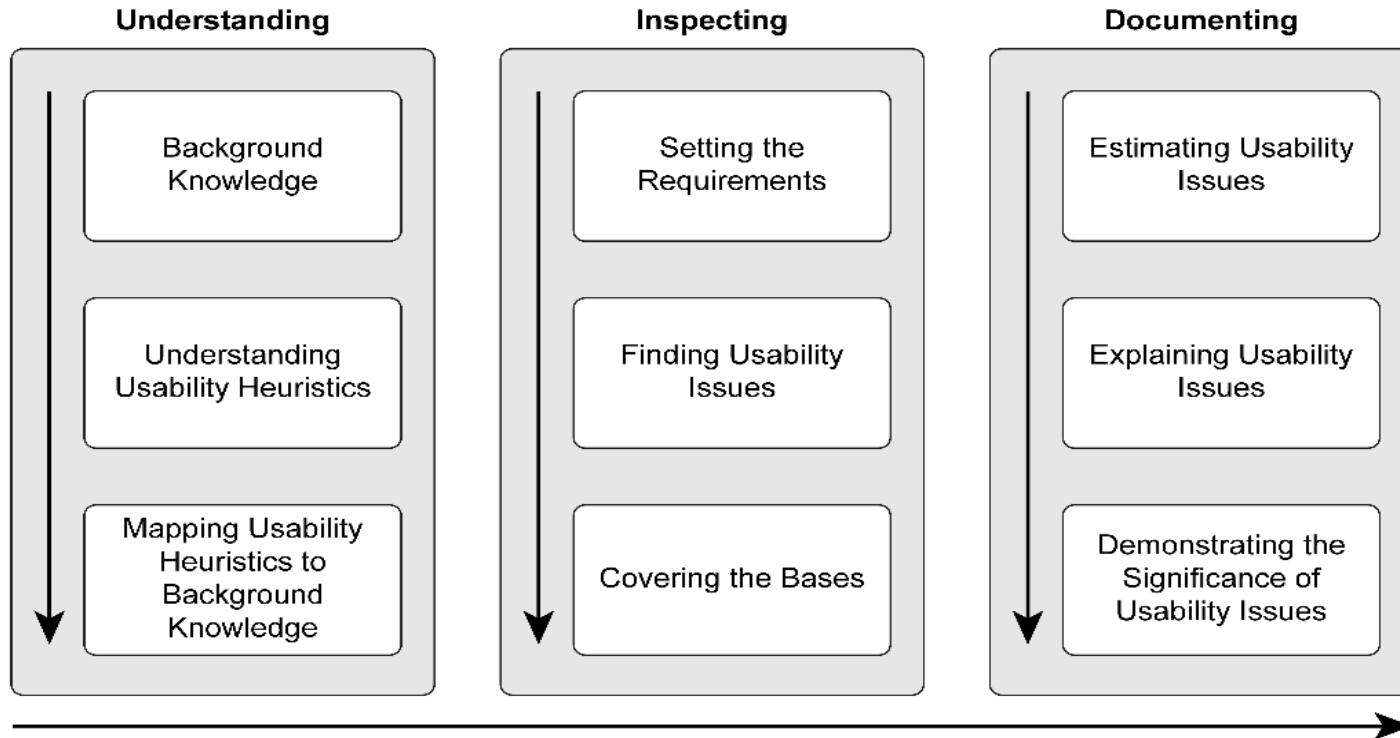 Understanding
Background
Knowledge
Understanding
Usability Heuristics
Mapping Usability
Heuristics to
Background
Knowledge
Inspecting
Setting the
Requirements
Finding Usability
Issues
Covering the Bases
Documenting
Estimating Usability
Issues
Explaining Usability
Issues
Demonstrating the
Significance of
Usability Issues